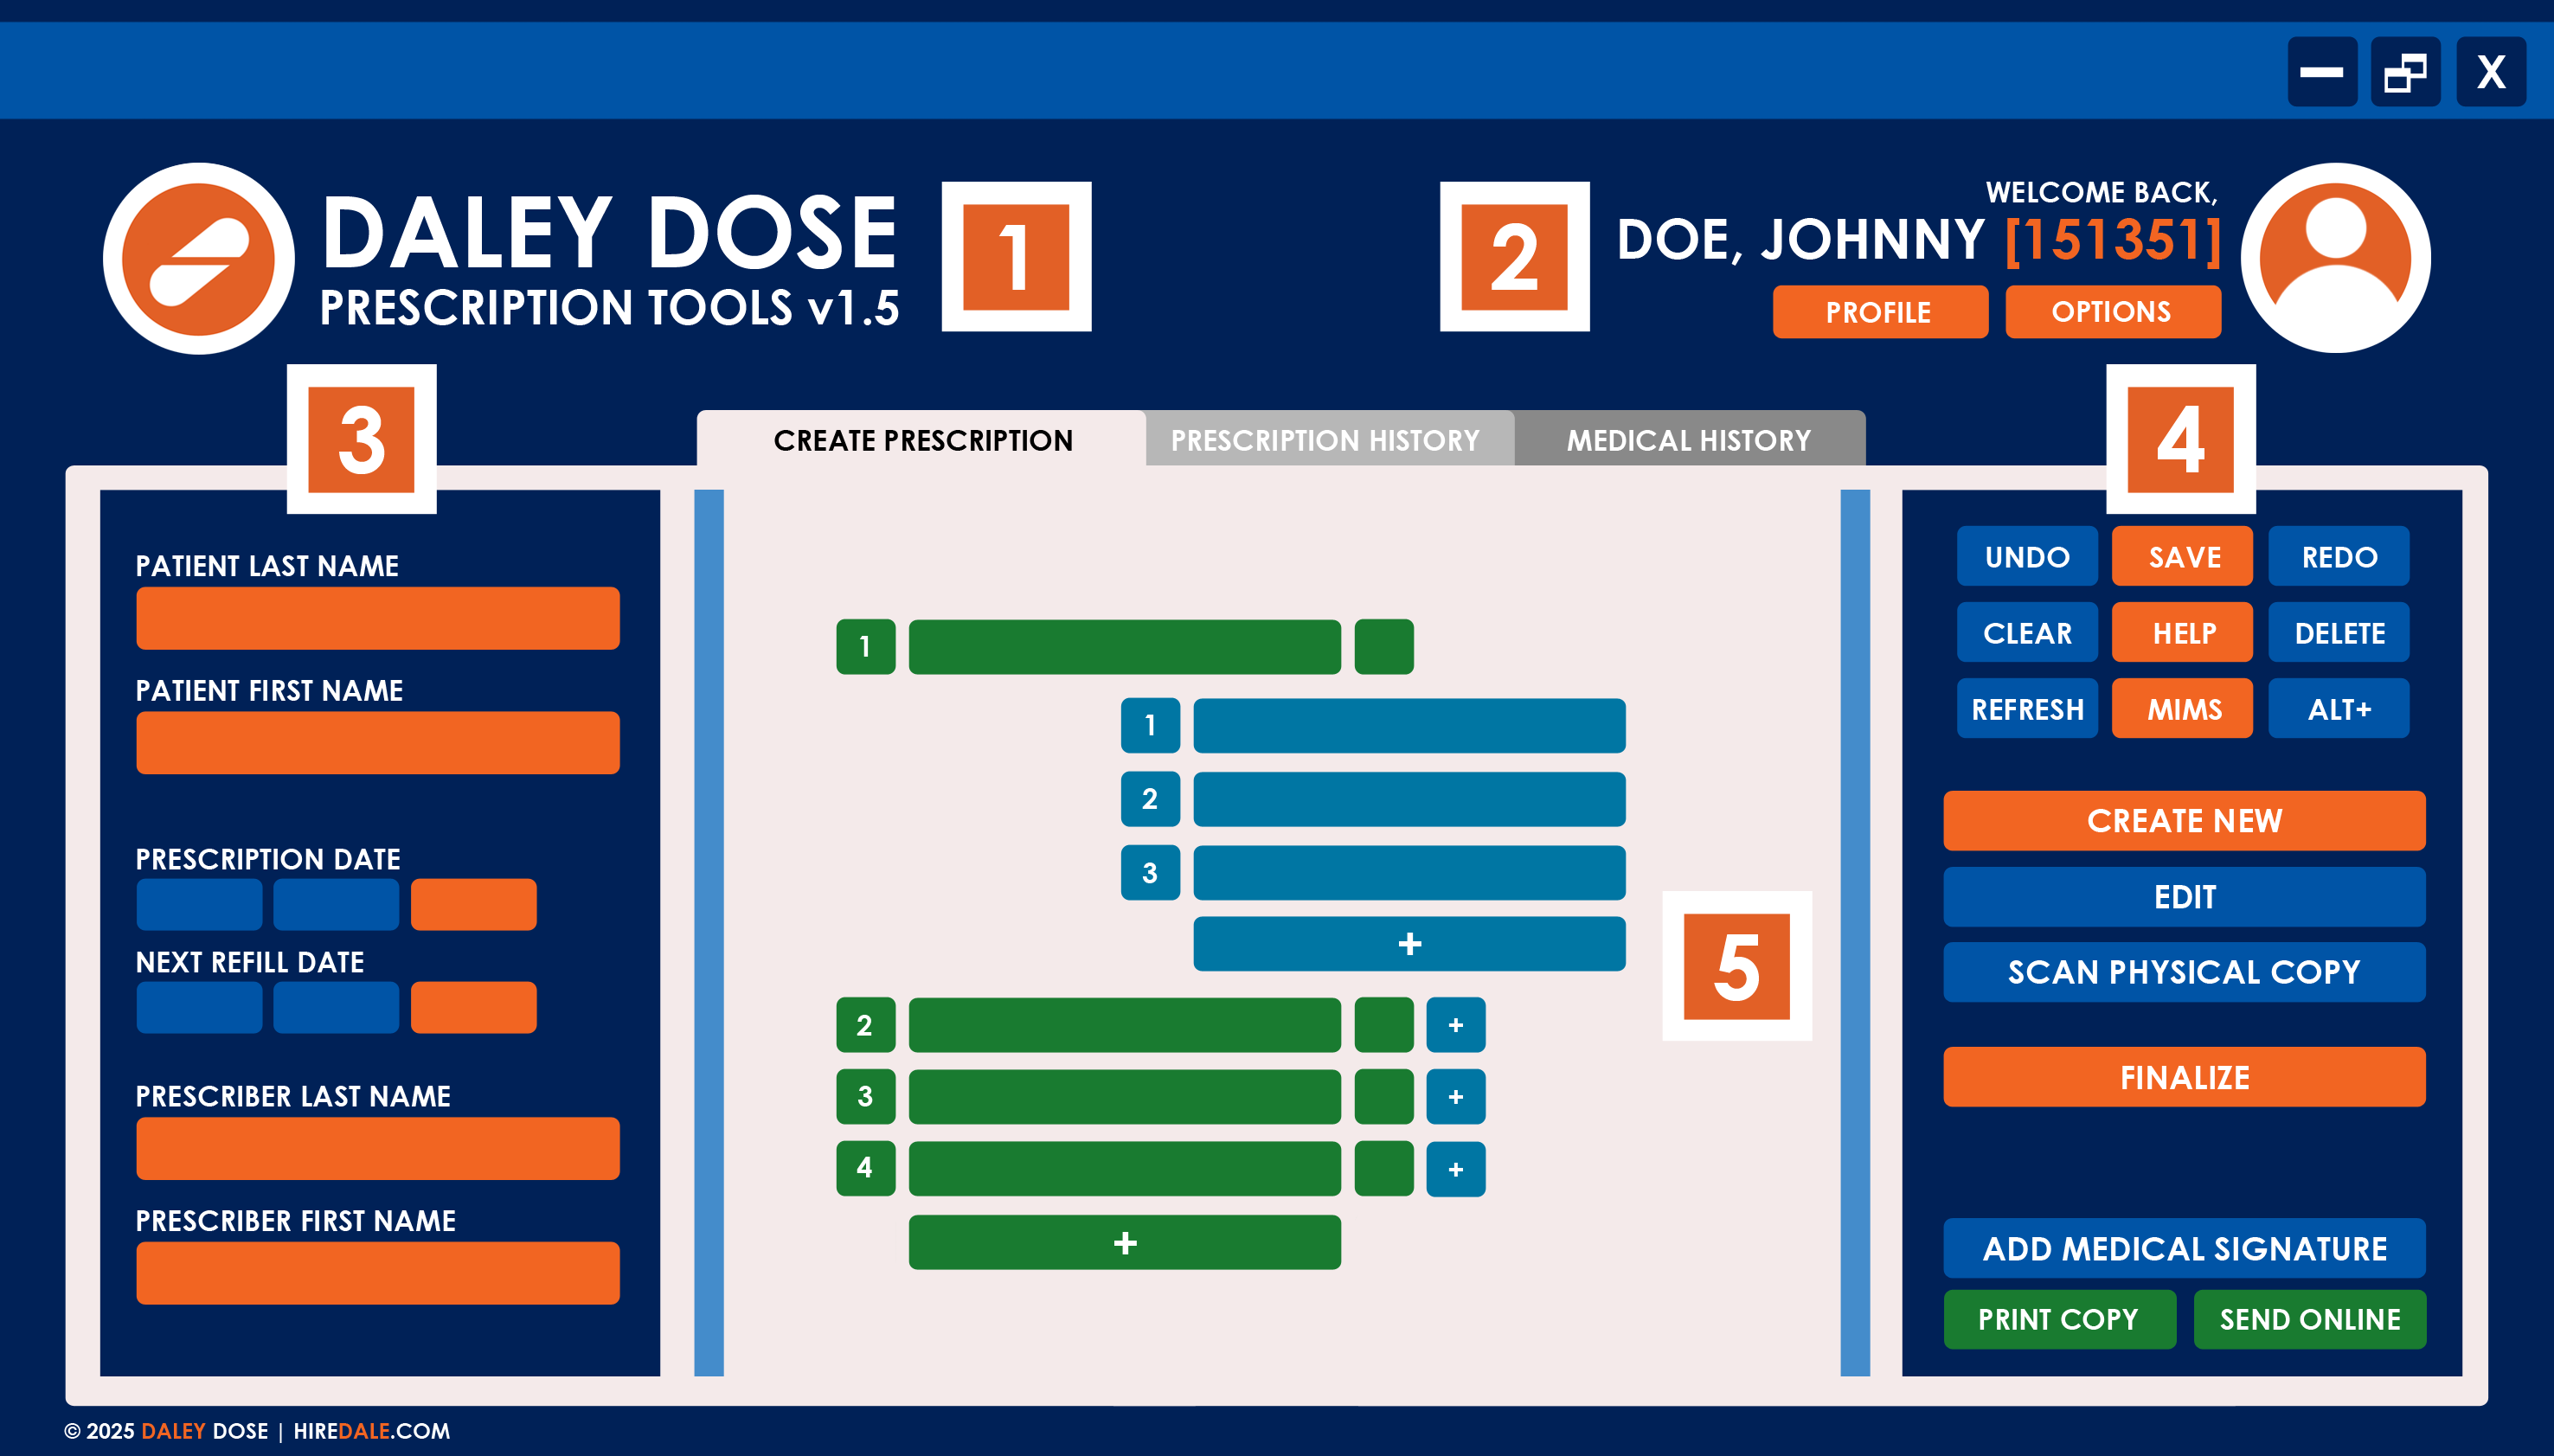 X
DALEY DOSE
PRESCRIPTION TOOLS v1.5
1
2
WELCOME BACK,
DOE, JOHNNY [151351]
PROFILE
OPTIONS
3
4
CREATE PRESCRIPTION
PRESCRIPTION HISTORY
MEDICAL HISTORY
PATIENT LAST NAME
PATIENT FIRST NAME
PRESCRIPTION DATE
NEXT REFILL DATE
PRESCRIBER LAST NAME
PRESCRIBER FIRST NAME
1
1
2
3
+
5
2 +
3 +
4 +
+
UNDO SAVE REDO
CLEAR HELP DELETE
REFRESH MIMS ALT+
CREATE NEW
EDIT
SCAN PHYSICAL COPY
FINALIZE
ADD MEDICAL SIGNATURE
PRINT COPY SEND ONLINE
© 2025 DALEY DOSE | HIREDALE.COM